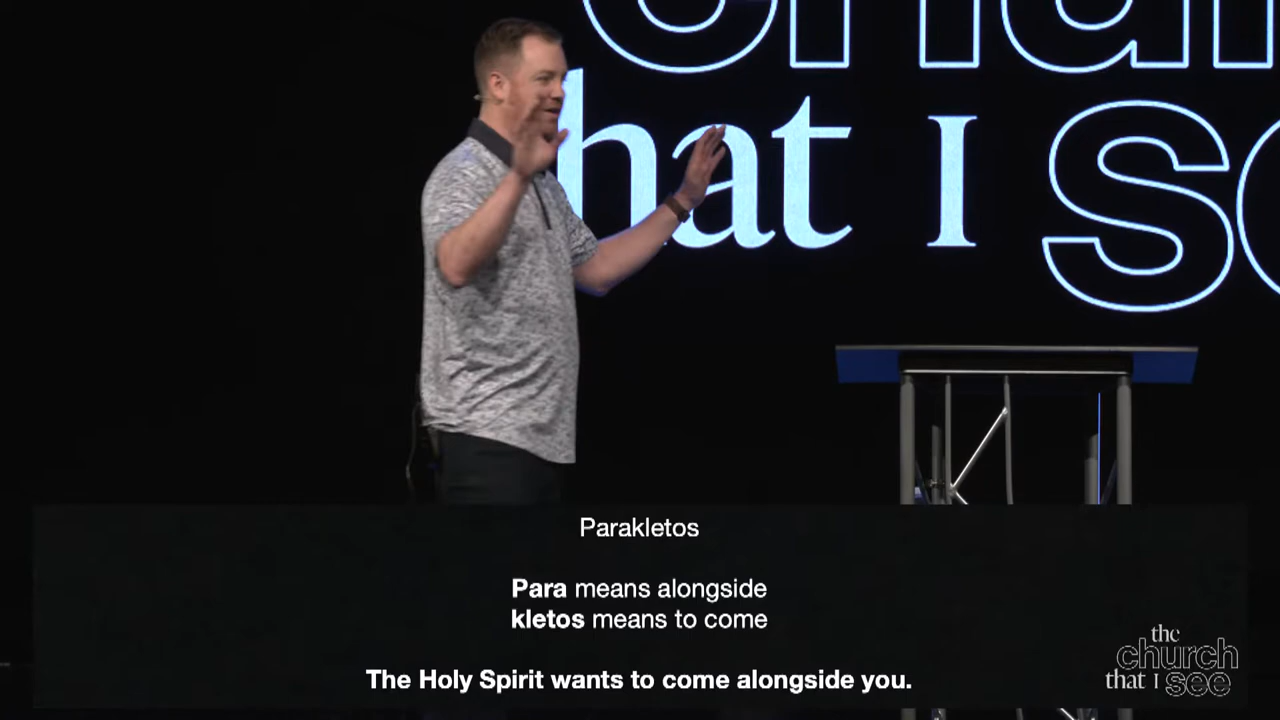 chur
that I se
Parakletos
Para means alongside
kletos means to come
The Holy Spirit wants to come alongside you.
the
church
that I see